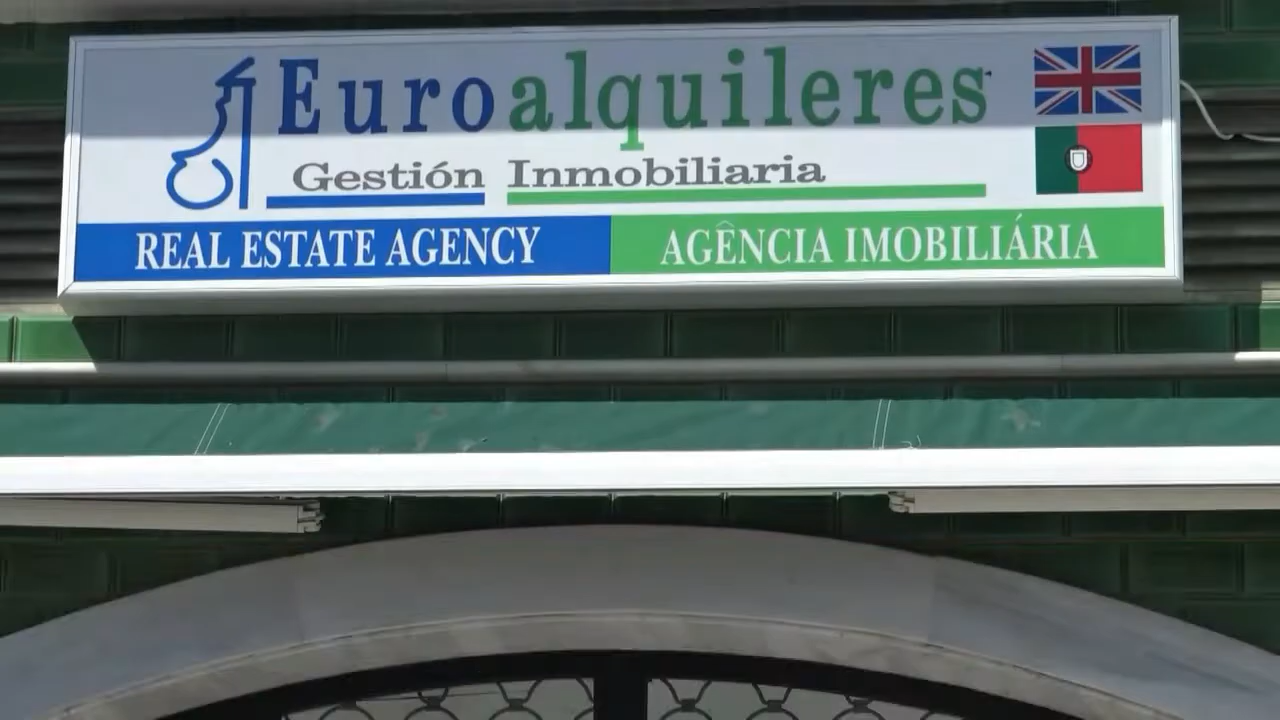 Euroalquileres
Gestión Inmobiliaria
REAL ESTATE AGENCY AGÊNCIA IMOBILIÁRIA